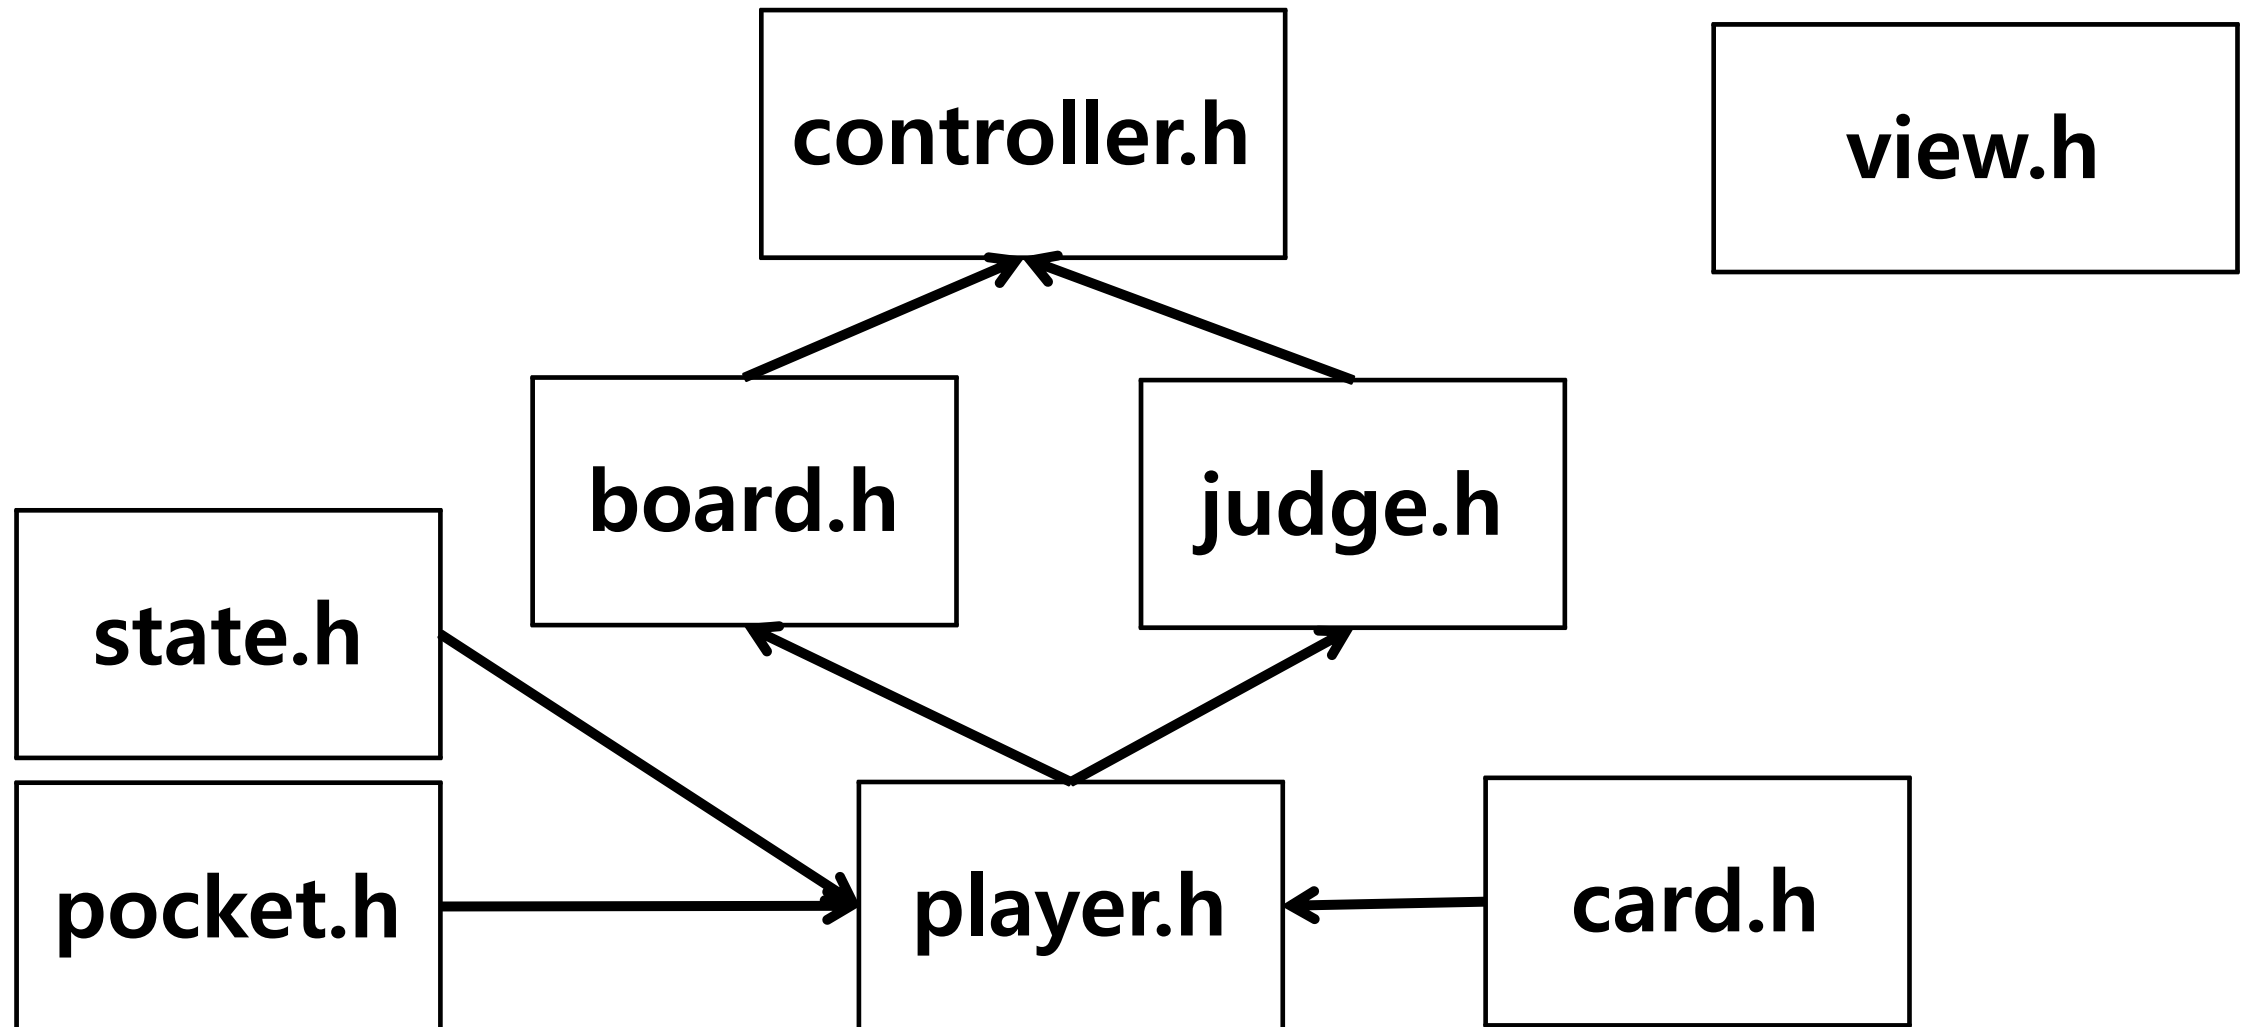 controller.h
view.h
board.h
judge.h
state.h
pocket.h
player.h
card.h